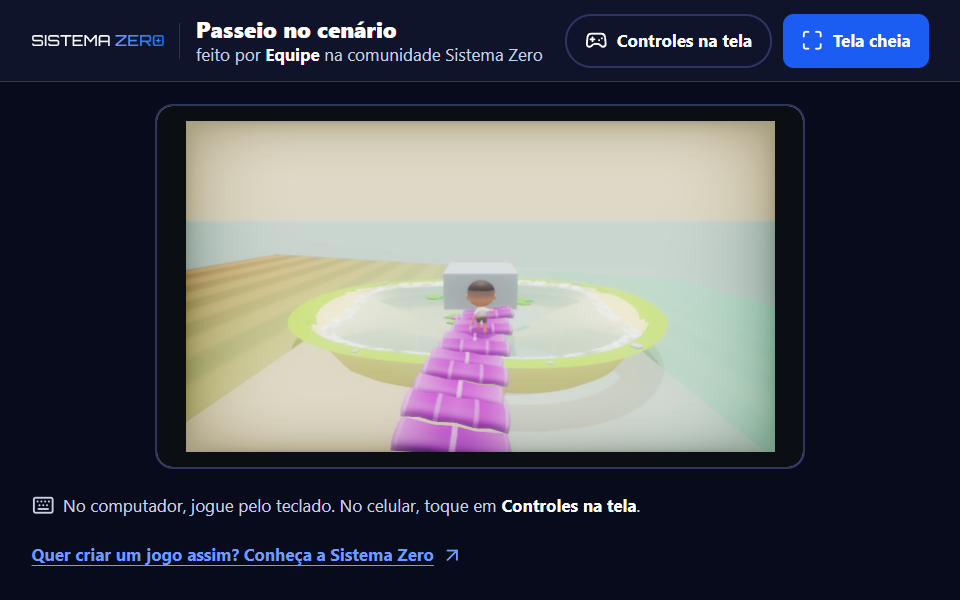 SISTEMA ZERO
Passeio no cenário
feito por Equipe na comunidade Sistema Zero
Controles na tela
Tela cheia
No computador, jogue pelo teclado. No celular, toque em Controles na tela.
Quer criar um jogo assim? Conheça a Sistema Zero